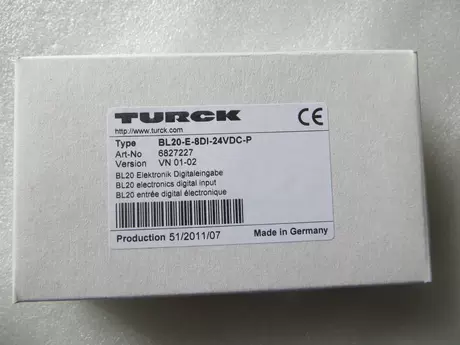 TURCK
CE
http://www.turck.com
Type BL20-E-8DI-24VDC-P
Art-No 6827227
Version VN 01-02
BL20 Elektronik Digitaleingabe
BL20 electronics digital input
BL20 entrée digital électronique
Production 51/2011/07 Made in Germany